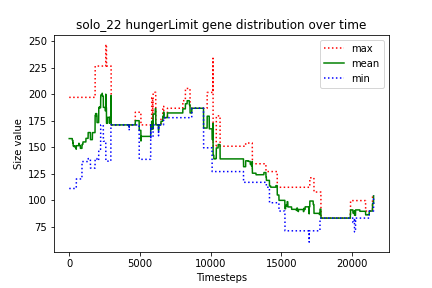 solo_22 hungerLimit gene distribution over time
max
mean
min
Size value
250
225
200
175
150
125
100
75
0
5000
10000
15000
20000
Timesteps